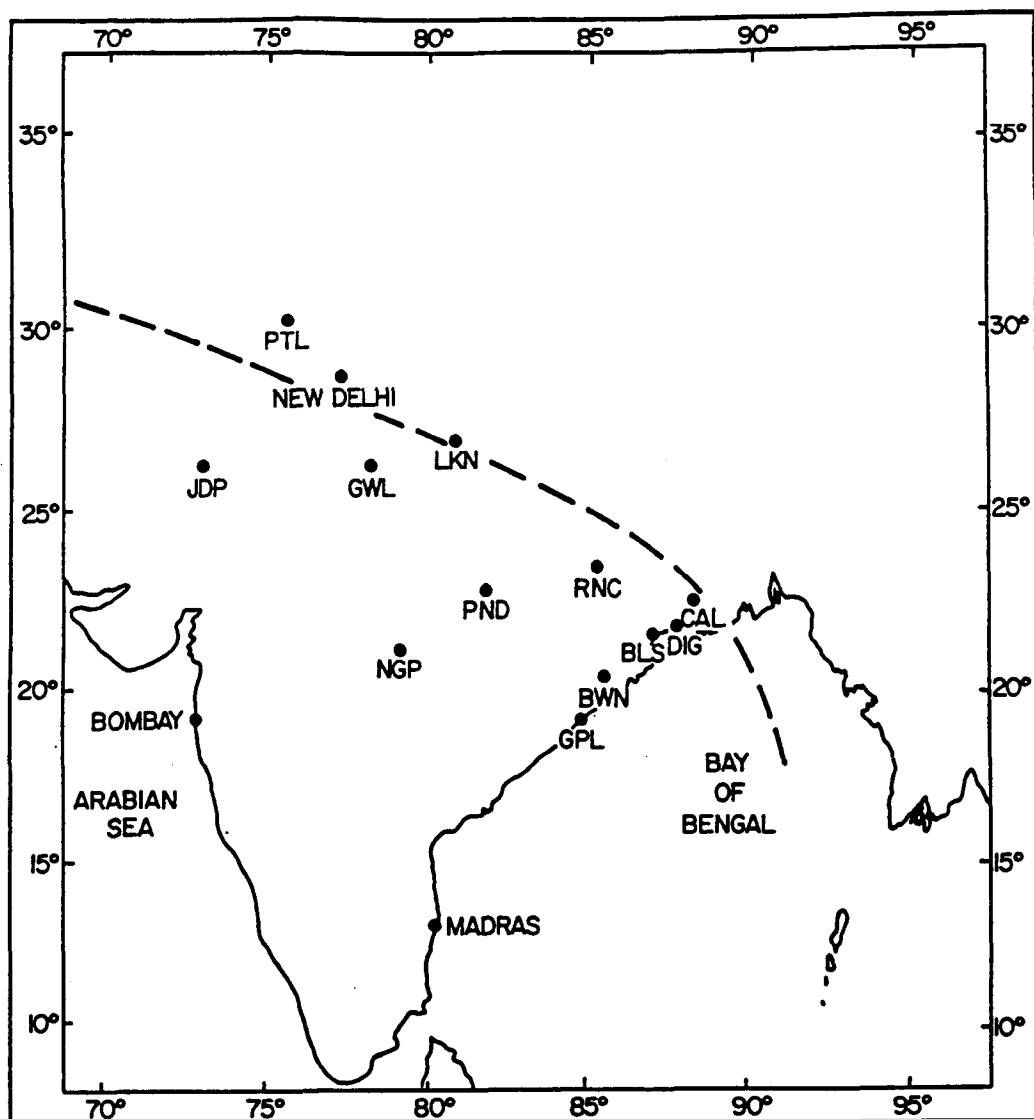 70° 75° 80° 85° 90° 95°
35° 35°
30° 30°
PTL
NEW DELHI
LKN
JDP GWL
25° 25°
RNC
PND
CAL
DIG
BLS
NGP
20° 20°
BWN
BOMBAY
GPL
BAY
OF
BENGAL
ARABIAN
SEA
15° 15°
MADRAS
10° 10°
70° 75° 80° 85° 90° 95°